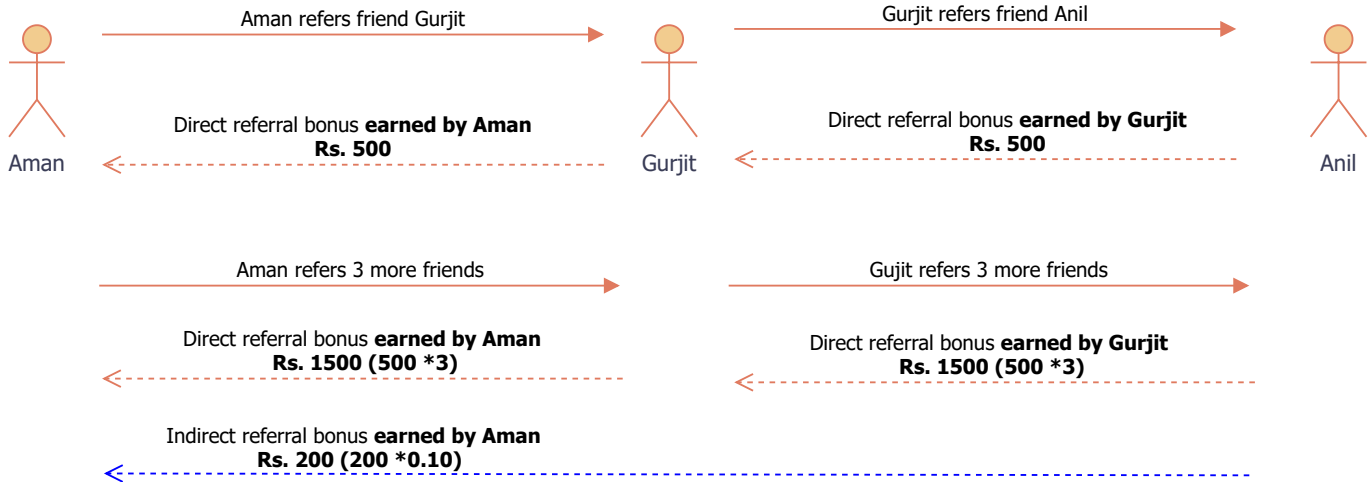 Aman refers friend Gurjit
Gurjit refers friend Anil
Direct referral bonus earned by Aman
Rs. 500
Direct referral bonus earned by Gurjit
Rs. 500
Aman
Gurjit
Anil
Aman refers 3 more friends
Gujit refers 3 more friends
Direct referral bonus earned by Aman
Rs. 1500 (500 *3)
Direct referral bonus earned by Gurjit
Rs. 1500 (500 *3)
Indirect referral bonus earned by Aman
Rs. 200 (200 *0.10)